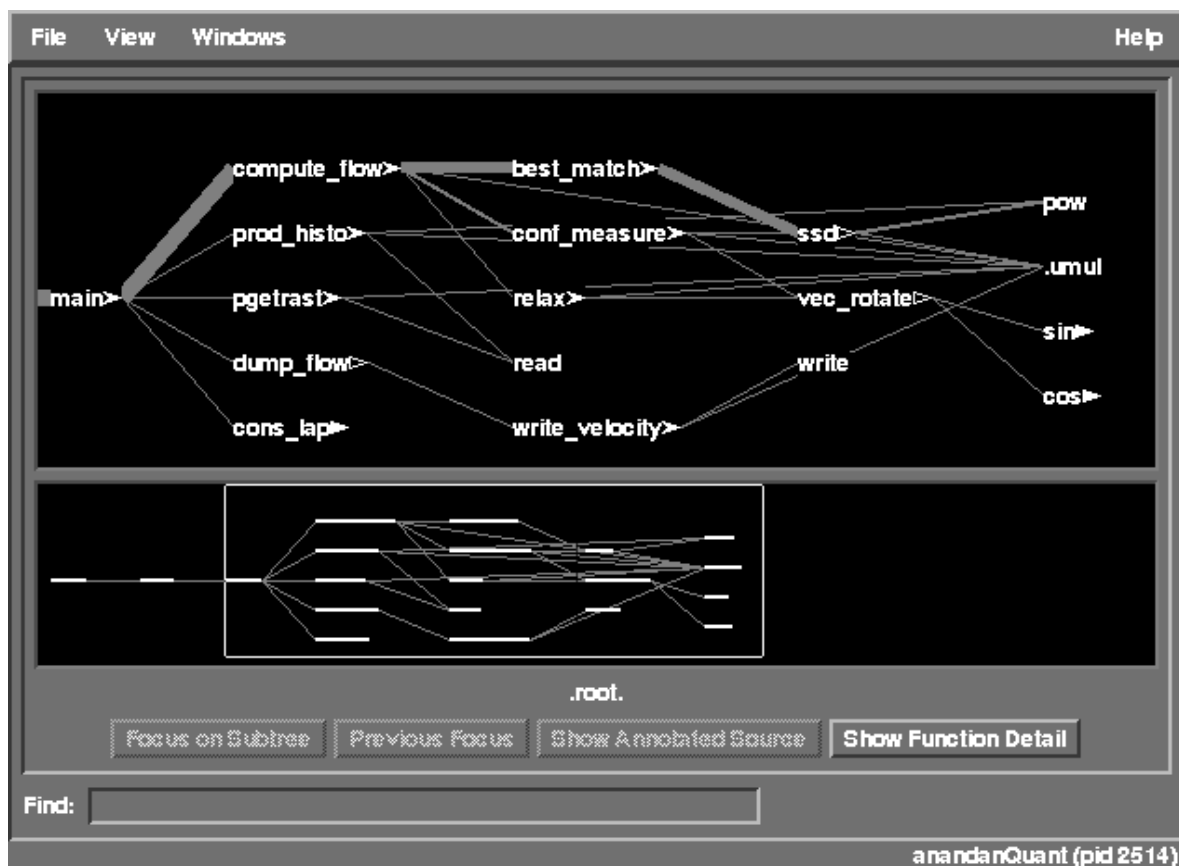 File View Windows Help
compute_flow best_match
pow
prod_histo conf_measure ssd
.umul
main pgetrast relax vec_rotate
sin
dump_flow read write
cos
cons_lap write_velocity
.root.
Focus on Subtree Previous Focus Show Annotated Source Show Function Detail
Find:
anandanQuant (pid 2514)